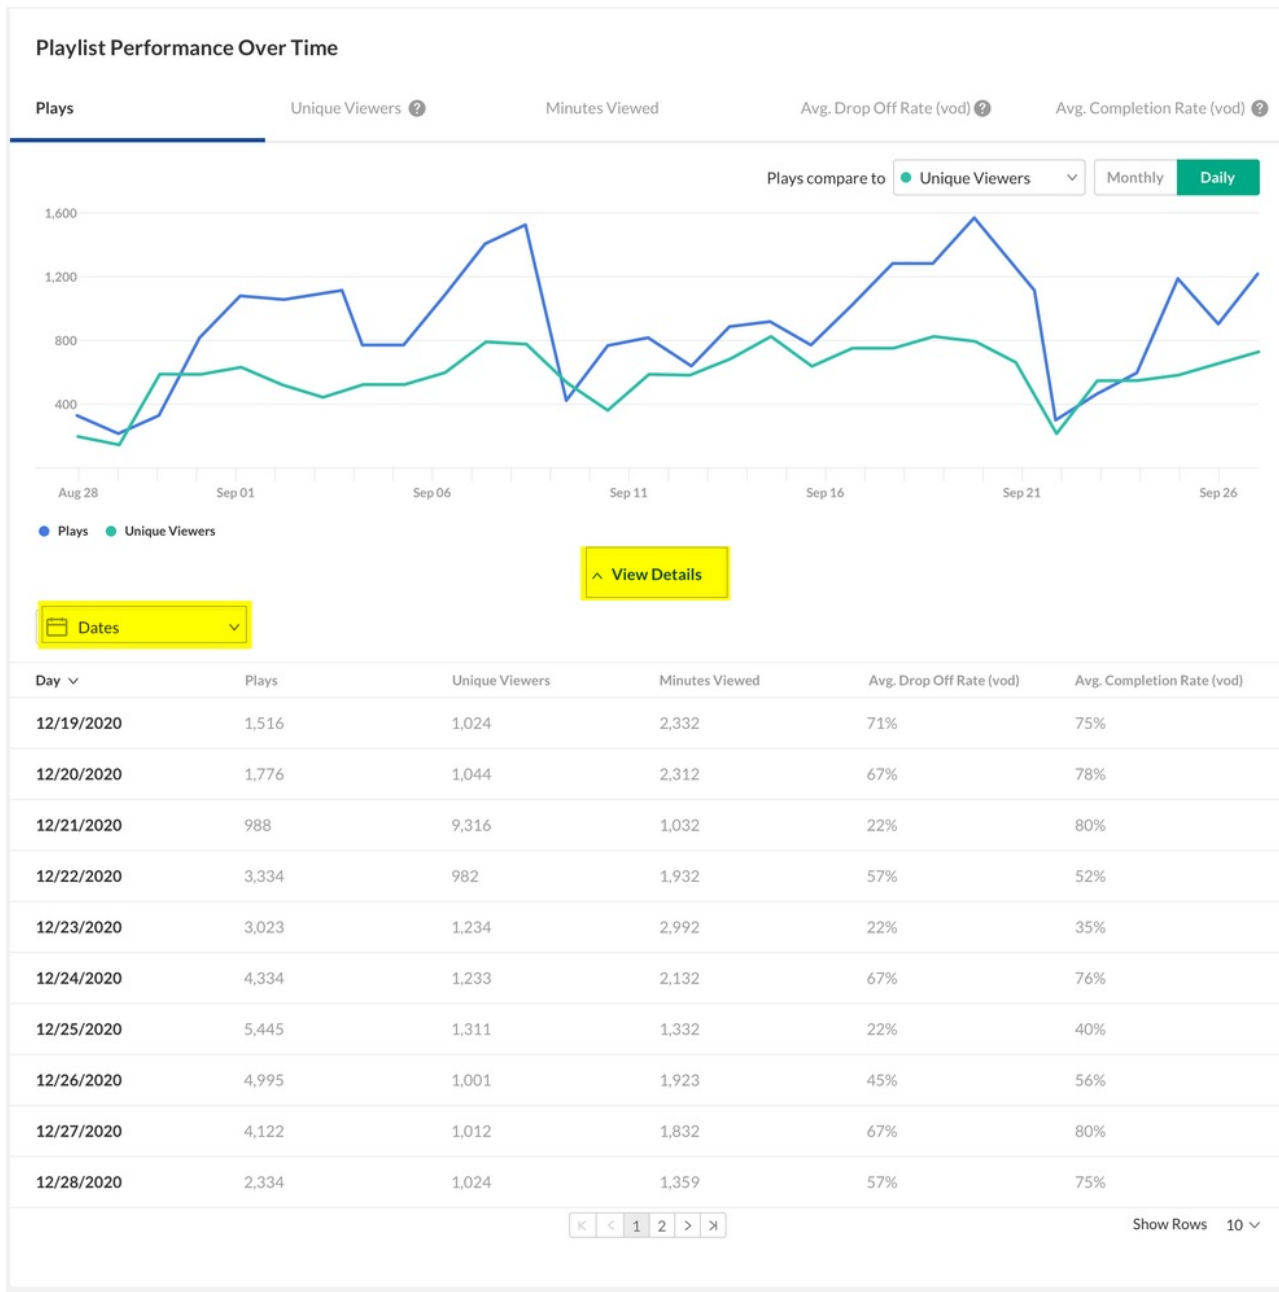 Playlist Performance Over Time
Plays Unique Viewers ? Minutes Viewed Avg. Drop Off Rate (vod) ? Avg. Completion Rate (vod) ?
Plays compare to Unique Viewers Monthly Daily
1,600
1,200
800
400
Aug 28 Sep 01 Sep 06 Sep 11 Sep 16 Sep 21 Sep 26
Plays Unique Viewers
View Details
Dates
Day Plays Unique Viewers Minutes Viewed Avg. Drop Off Rate (vod) Avg. Completion Rate (vod)
12/19/2020 1,516 1,024 2,332 71% 75%
12/20/2020 1,776 1,044 2,312 67% 78%
12/21/2020 988 9,316 1,032 22% 80%
12/22/2020 3,334 982 1,932 57% 52%
12/23/2020 3,023 1,234 2,992 22% 35%
12/24/2020 4,334 1,233 2,132 67% 76%
12/25/2020 5,445 1,311 1,332 22% 40%
12/26/2020 4,995 1,001 1,923 45% 56%
12/27/2020 4,122 1,012 1,832 67% 80%
12/28/2020 2,334 1,024 1,359 57% 75%
1 2 Show Rows 10